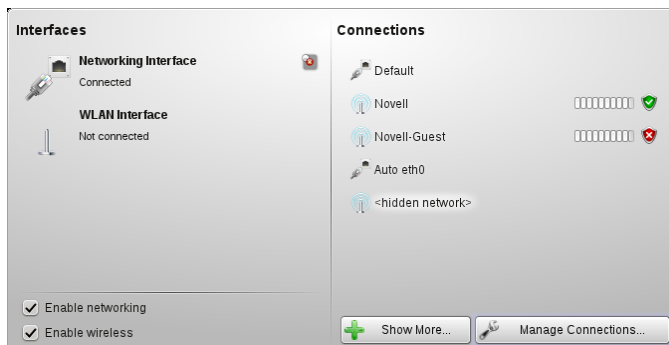 Interfaces
Networking Interface
Connected
WLAN Interface
Not connected
Enable networking
Enable wireless
Connections
Default
Novell
Novell-Guest
Auto eth0
<hidden network>
Show More...
Manage Connections...